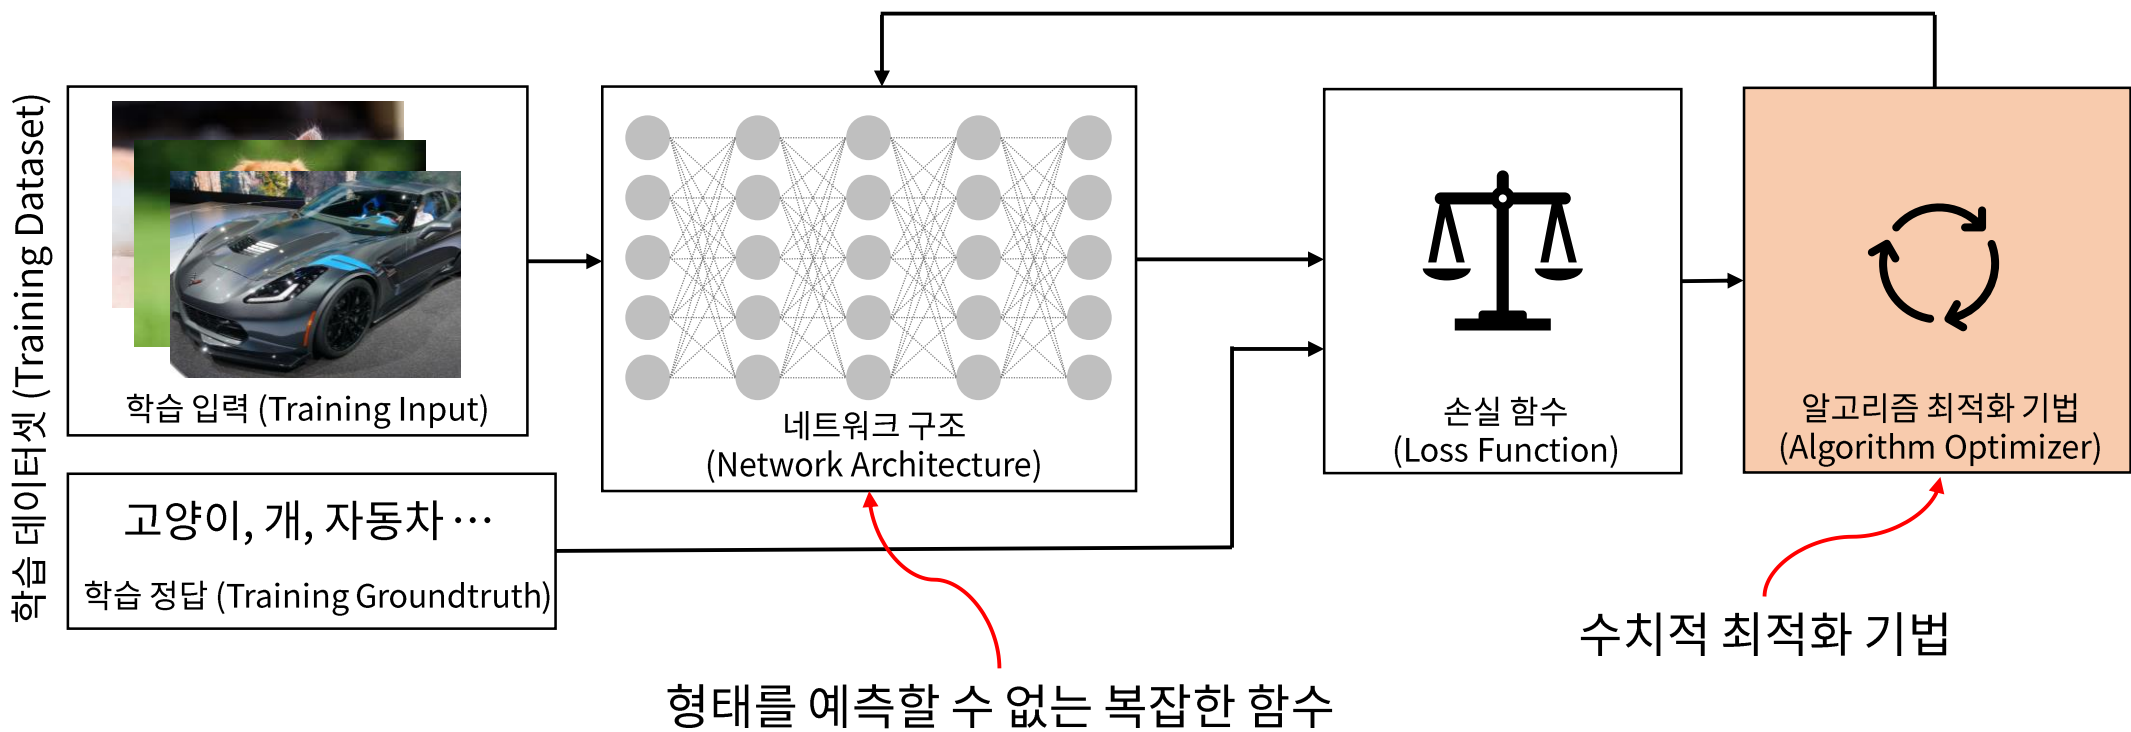 학습 데이터셋 (Training Dataset)
학습 입력 (Training Input)
고양이, 개, 자동차 …
학습 정답 (Training Groundtruth)
네트워크 구조
(Network Architecture)
손실 함수
(Loss Function)
알고리즘 최적화 기법
(Algorithm Optimizer)
수치적 최적화 기법
형태를 예측할 수 없는 복잡한 함수